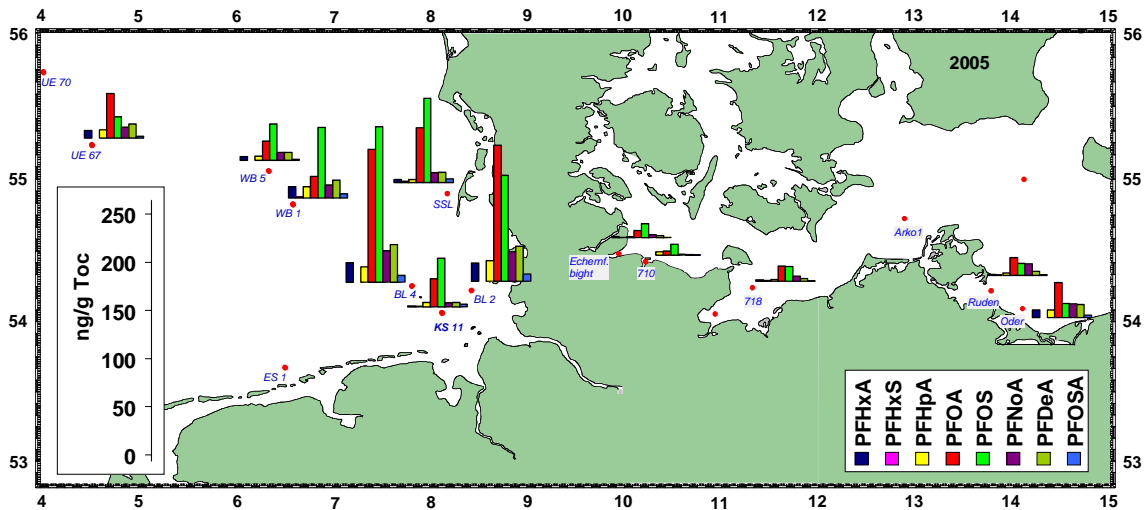 4 5 6 7 8 9 10 11 12 13 14 15
56 56
2005
UE 70
UE 67
WB 5
55 55
WB 1
SSL
250
Arko1
Echernf. bight
710
200
BL 4
BL 2
718
Ruden
ng/g Toc
150
KS 11
Oder
54 54
100
ES 1
50
0
PFHxA
PFHxS
PFHpA
PFOA
PFOS
PFNoA
PFDeA
PFOSA
53 53
4 5 6 7 8 9 10 11 12 13 14 15